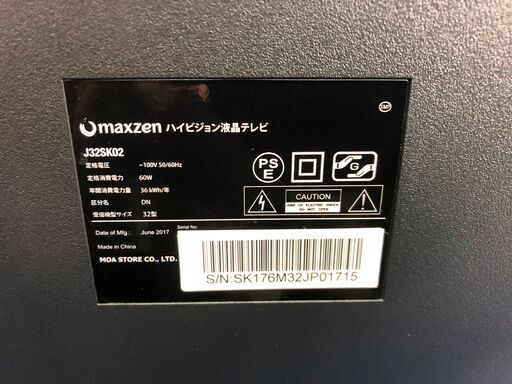 SMP
maxzen ハイビジョン液晶テレビ
J32SK02
定格電圧 ~100V 50/60Hz
定格消費電力 60W
年間消費電力量 36 kWh/年
区分名 DN
受信機型サイズ 32型
PS
E
G
CAUTION
RISK OF ELECTRIC SHOCK
DO NOT OPEN
Date of Mfg.: June 2017
Made in China
MOA STORE CO., LTD.
Serial No:
S/N:SK176M32JP01715